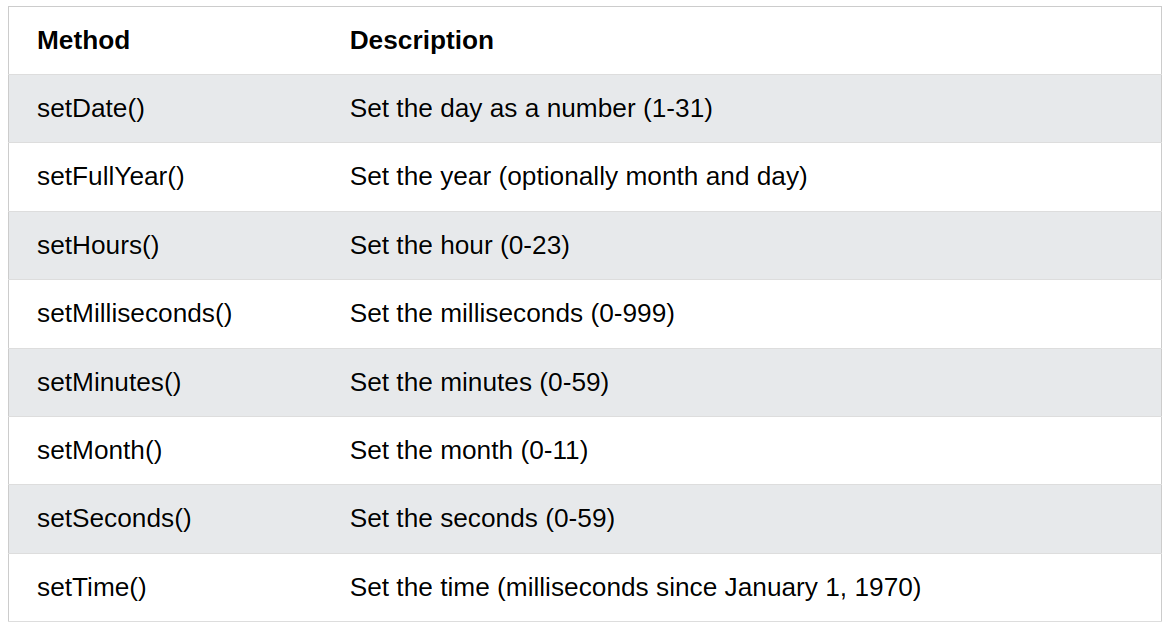 Method Description
setDate() Set the day as a number (1-31)
setFullYear() Set the year (optionally month and day)
setHours() Set the hour (0-23)
setMilliseconds() Set the milliseconds (0-999)
setMinutes() Set the minutes (0-59)
setMonth() Set the month (0-11)
setSeconds() Set the seconds (0-59)
setTime() Set the time (milliseconds since January 1, 1970)